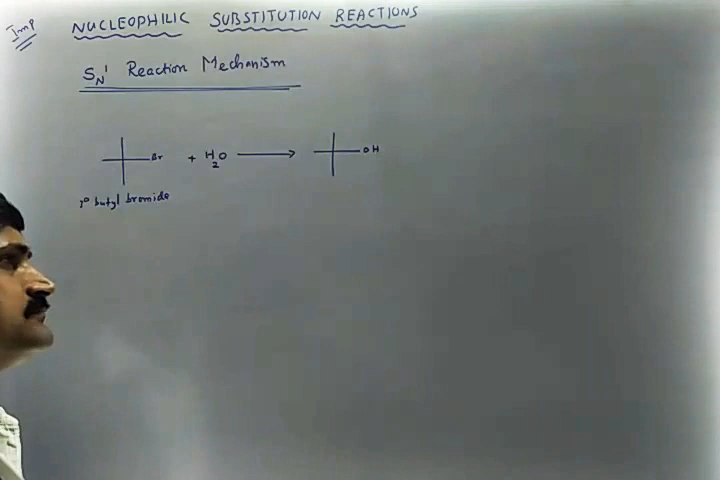 Imp
NUCLEOPHILIC SUBSTITUTION REACTIONS
SN1 Reaction Mechanism
Br + H2O → OH
3° butyl bromide